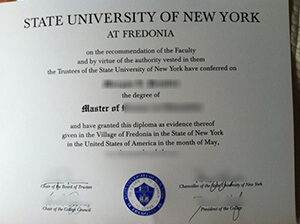 STATE UNIVERSITY OF NEW YORK
AT FREDONIA
on the recommendation of the Faculty
and by virtue of the authority vested in them
the Trustees of the State University of New York have conferred on
the degree of
Master of
and have granted this diploma as evidence thereof
given in the Village of Fredonia in the State of New York
in the United States of America in the month of May,
Chair of the Board of Trustees
Chancellor of the State University of New York
Chair of the College Council
President of the College